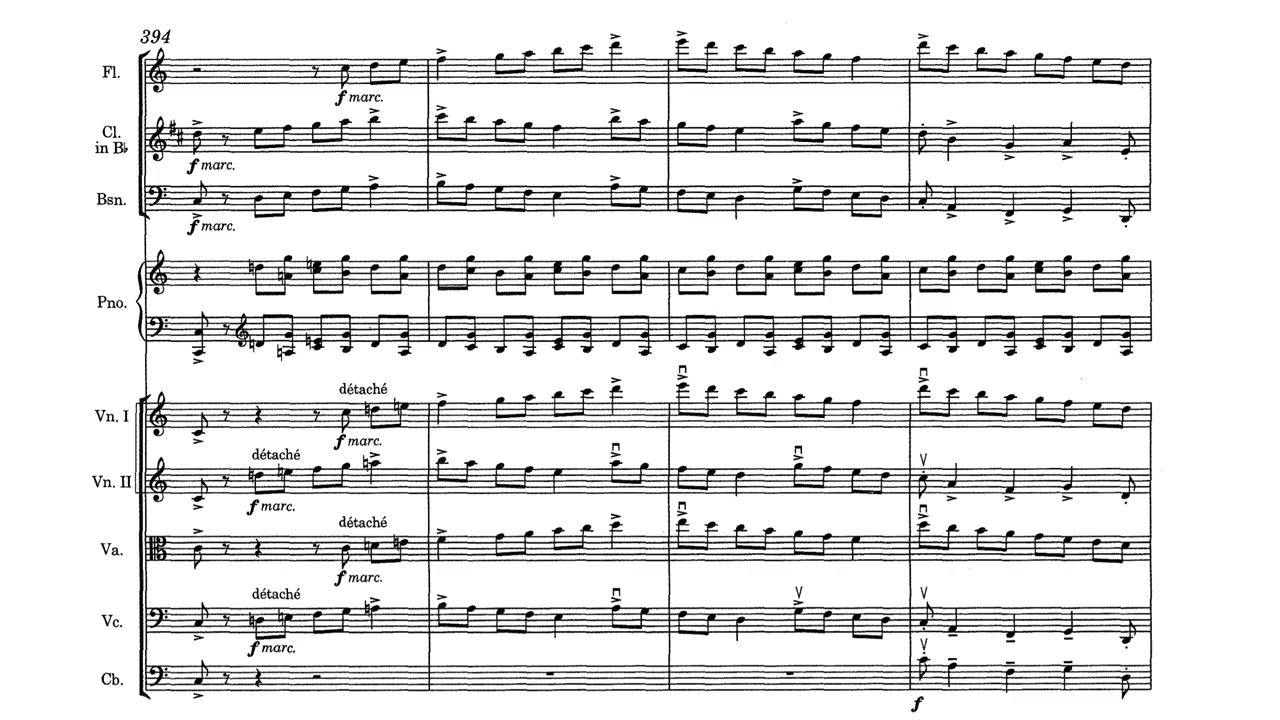 394
Fl.
f marc.
Cl.
in B♭
f marc.
Bsn.
f marc.
Pno.
détaché
Vn. I
f marc.
détaché
Vn. II
f marc.
détaché
Va.
f marc.
détaché
Vc.
f marc.
Cb.
f